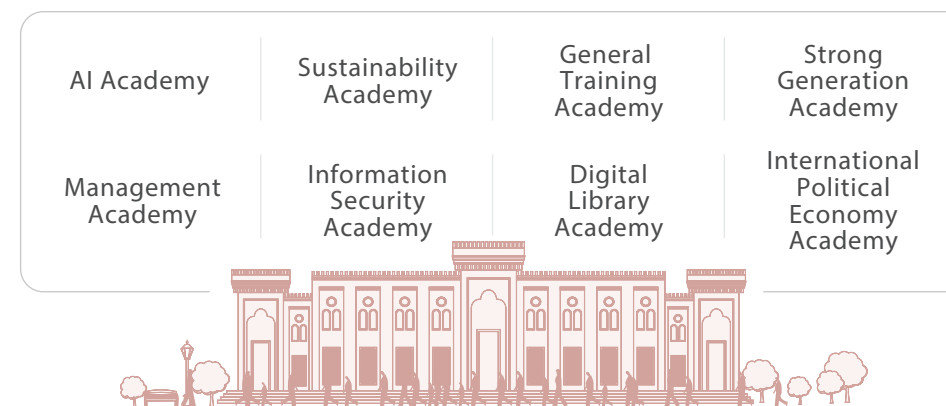 AI Academy
Sustainability
Academy
General
Training
Academy
Strong
Generation
Academy
Management
Academy
Information
Security
Academy
Digital
Library
Academy
International
Political
Economy
Academy